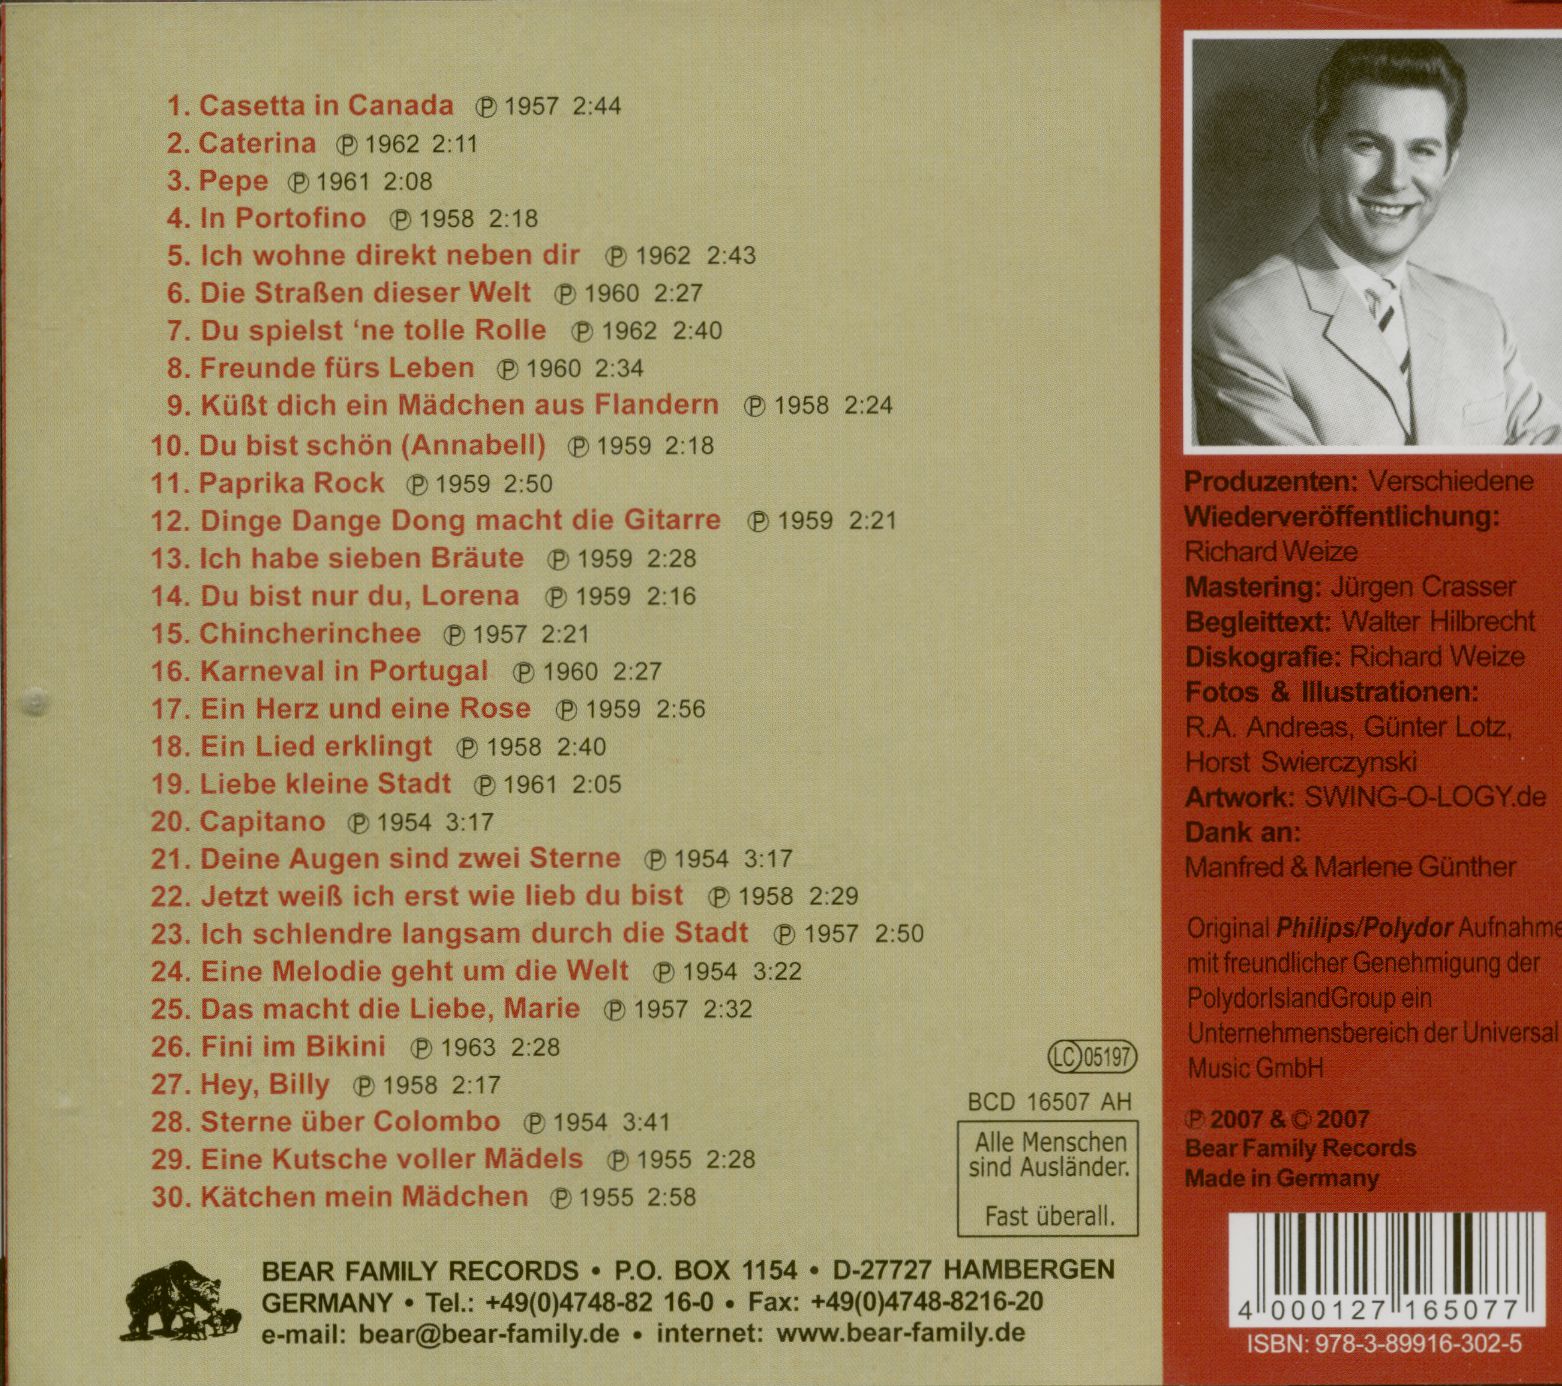 1. Casetta in Canada ℗ 1957 2:44
2. Caterina ℗ 1962 2:11
3. Pepe ℗ 1961 2:08
4. In Portofino ℗ 1958 2:18
5. Ich wohne direkt neben dir ℗ 1962 2:43
6. Die Straßen dieser Welt ℗ 1960 2:27
7. Du spielst ‘ne tolle Rolle ℗ 1962 2:40
8. Freunde fürs Leben ℗ 1960 2:34
9. Küßt dich ein Mädchen aus Flandern ℗ 1958 2:24
10. Du bist schön (Annabell) ℗ 1959 2:18
11. Paprika Rock ℗ 1959 2:50
12. Dinge Dange Dong macht die Gitarre ℗ 1959 2:21
13. Ich habe sieben Bräute ℗ 1959 2:28
14. Du bist nur du, Lorena ℗ 1959 2:16
15. Chincherinchee ℗ 1957 2:21
16. Karneval in Portugal ℗ 1960 2:27
17. Ein Herz und eine Rose ℗ 1959 2:56
18. Ein Lied erklingt ℗ 1958 2:40
19. Liebe kleine Stadt ℗ 1961 2:05
20. Capitano ℗ 1954 3:17
21. Deine Augen sind zwei Sterne ℗ 1954 3:17
22. Jetzt weiß ich erst wie lieb du bist ℗ 1958 2:29
23. Ich schlendre langsam durch die Stadt ℗ 1957 2:50
24. Eine Melodie geht um die Welt ℗ 1954 3:22
25. Das macht die Liebe, Marie ℗ 1957 2:32
26. Fini im Bikini ℗ 1963 2:28
27. Hey, Billy ℗ 1958 2:17
28. Sterne über Colombo ℗ 1954 3:41
29. Eine Kutsche voller Mädels ℗ 1955 2:28
30. Kätchen mein Mädchen ℗ 1955 2:58
LC 05197
BCD 16507 AH
Alle Menschen
sind Ausländer.
Fast überall.
BEAR FAMILY RECORDS • P.O. BOX 1154 • D-27727 HAMBERGEN
GERMANY • Tel.: +49(0)4748-82 16-0 • Fax: +49(0)4748-8216-20
e-mail: bear@bear-family.de • internet: www.bear-family.de
Produzenten: Verschiedene
Wiederveröffentlichung:
Richard Weize
Mastering: Jürgen Crasser
Begleittext: Walter Hilbrecht
Diskografie: Richard Weize
Fotos & Illustrationen:
R.A. Andreas, Günter Lotz,
Horst Swierczynski
Artwork: SWING-O-LOGY.de
Dank an:
Manfred & Marlene Günther
Original Philips/Polydor Aufnahme
mit freundlicher Genehmigung der
PolydorIslandGroup ein
Unternehmensbereich der Universal
Music GmbH
℗ 2007 & © 2007
Bear Family Records
Made in Germany
4 000127 165077
ISBN: 978-3-89916-302-5